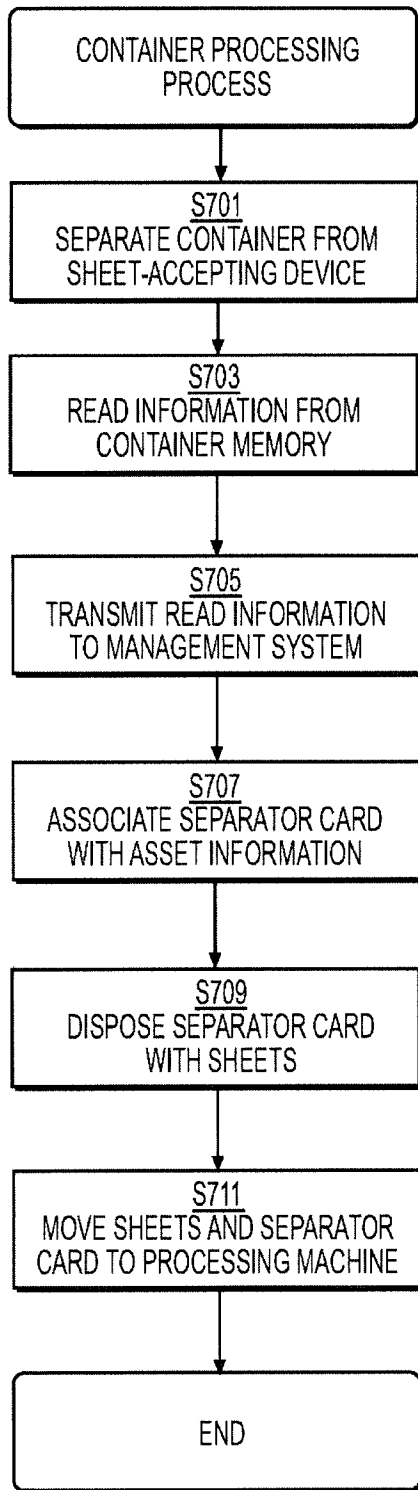 CONTAINER PROCESSING
PROCESS
S701
SEPARATE CONTAINER FROM
SHEET-ACCEPTING DEVICE
S703
READ INFORMATION FROM
CONTAINER MEMORY
S705
TRANSMIT READ INFORMATION
TO MANAGEMENT SYSTEM
S707
ASSOCIATE SEPARATOR CARD
WITH ASSET INFORMATION
S709
DISPOSE SEPARATOR CARD
WITH SHEETS
S711
MOVE SHEETS AND SEPARATOR
CARD TO PROCESSING MACHINE
END